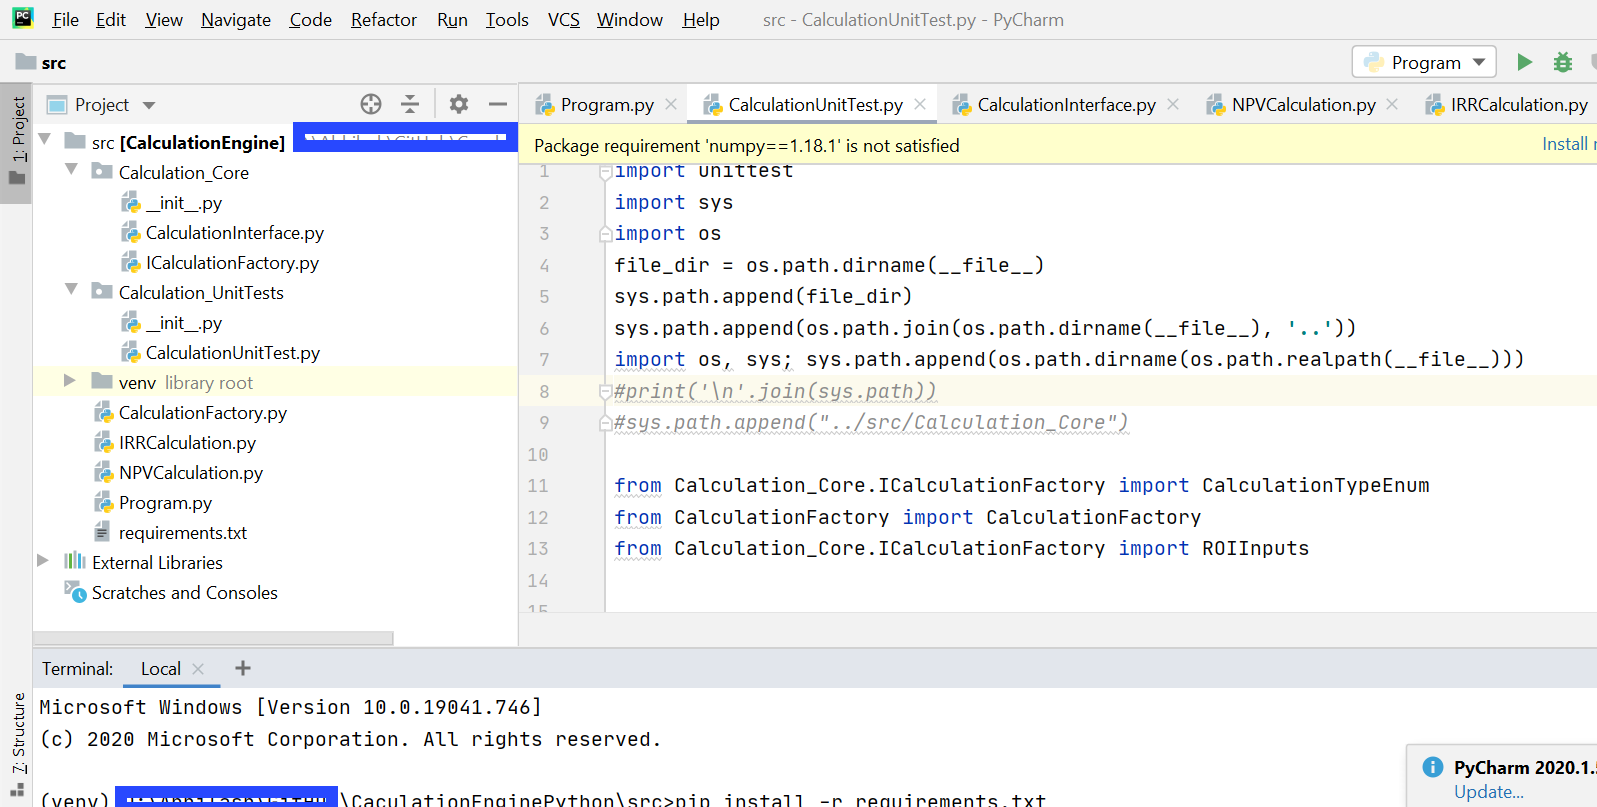 PC File Edit View Navigate Code Refactor Run Tools VCS Window Help src - CalculationUnitTest.py - PyCharm
src Program
1: Project
Project Program.py CalculationUnitTest.py CalculationInterface.py NPVCalculation.py IRRCalculation.py
src [CalculationEngine]
Calculation_Core
__init__.py
CalculationInterface.py
ICalculationFactory.py
Calculation_UnitTests
__init__.py
CalculationUnitTest.py
venv library root
CalculationFactory.py
IRRCalculation.py
NPVCalculation.py
Program.py
requirements.txt
External Libraries
Scratches and Consoles
Package requirement 'numpy==1.18.1' is not satisfied Install
1 import unittest
2 import sys
3 import os
4 file_dir = os.path.dirname(__file__)
5 sys.path.append(file_dir)
6 sys.path.append(os.path.join(os.path.dirname(__file__), '..'))
7 import os, sys; sys.path.append(os.path.dirname(os.path.realpath(__file__)))
8 #print('\n'.join(sys.path))
9 #sys.path.append("../src/Calculation_Core")
10
11 from Calculation_Core.ICalculationFactory import CalculationTypeEnum
12 from CalculationFactory import CalculationFactory
13 from Calculation_Core.ICalculationFactory import ROIInputs
14
15
7: Structure
Terminal: Local
Microsoft Windows [Version 10.0.19041.746]
(c) 2020 Microsoft Corporation. All rights reserved.
(venv) \CaculationEnginePython\src>pip install -r requirements.txt
PyCharm 2020.1.5
Update...